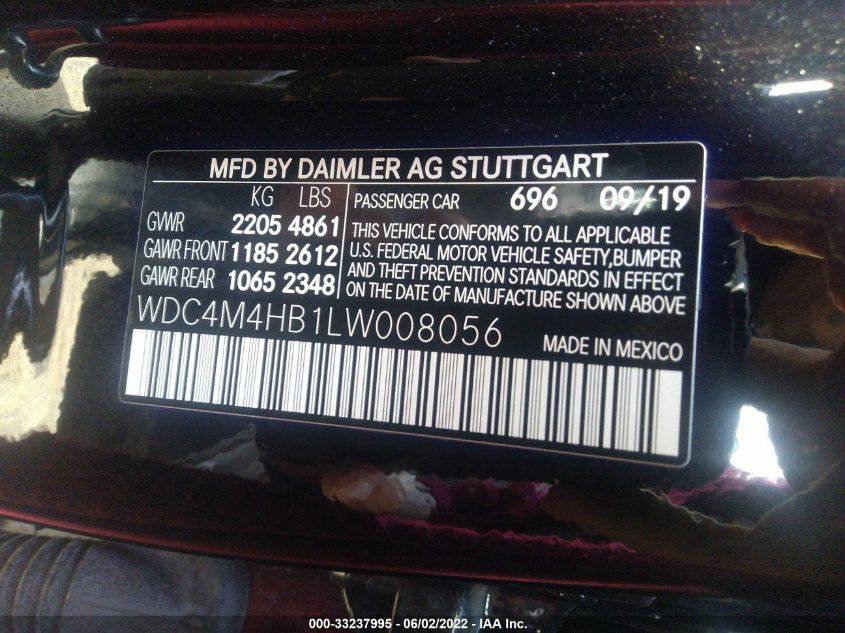 MFD BY DAIMLER AG STUTTGART
KG LBS
GVWR 2205 4861
GAWR FRONT 1185 2612
GAWR REAR 1065 2348
PASSENGER CAR 696 09/19
THIS VEHICLE CONFORMS TO ALL APPLICABLE
U.S. FEDERAL MOTOR VEHICLE SAFETY,BUMPER
AND THEFT PREVENTION STANDARDS IN EFFECT
ON THE DATE OF MANUFACTURE SHOWN ABOVE
WDC4M4HB1LW008056
MADE IN MEXICO
000-33237995 - 06/02/2022 - IAA Inc.